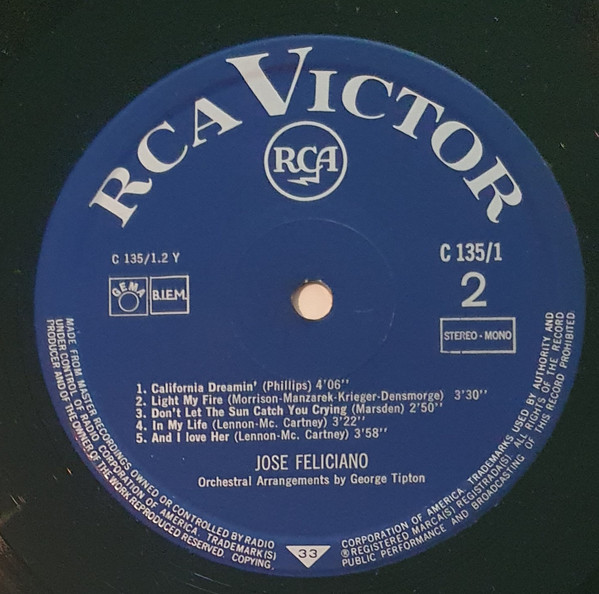 RCA VICTOR
RCA
C 135/1.2 Y
C 135/1
GEMA
B.I.E.M.
2
STEREO - MONO
1. California Dreamin' (Phillips) 4'06''
2. Light My Fire (Morrison-Manzarek-Krieger-Densmorge) 3'30''
3. Don't Let The Sun Catch You Crying (Marsden) 2'50''
4. In My Life (Lennon-Mc. Cartney) 3'22''
5. And I love Her (Lennon-Mc. Cartney) 3'58''
JOSE FELICIANO
Orchestral Arrangements by George Tipton
MADE FROM MASTER RECORDINGS OWNED OR CONTROLLED BY RADIO
UNDER CONTROL OF RADIO CORPORATION OF AMERICA. TRADEMARK(S)
PRODUCER AND OF THE OWNER OF THE WORK REPRODUCED RESERVED COPYING.
33
CORPORATION OF AMERICA. TRADEMARKS USED BY AUTHORITY AND
® REGISTERED MARCA(S) REGISTRADA(S) ALL RIGHTS OF THE RECORD
PUBLIC PERFORMANCE AND BROADCASTING OF THIS RECORD PROHIBITED